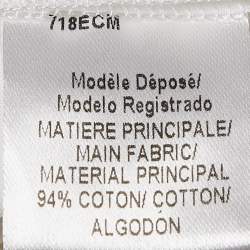 718ECM
Modèle Déposé/
Modelo Registrado
MATIERE PRINCIPALE/
MAIN FABRIC/
MATERIAL PRINCIPAL
94% COTON/ COTTON/
ALGODÓN